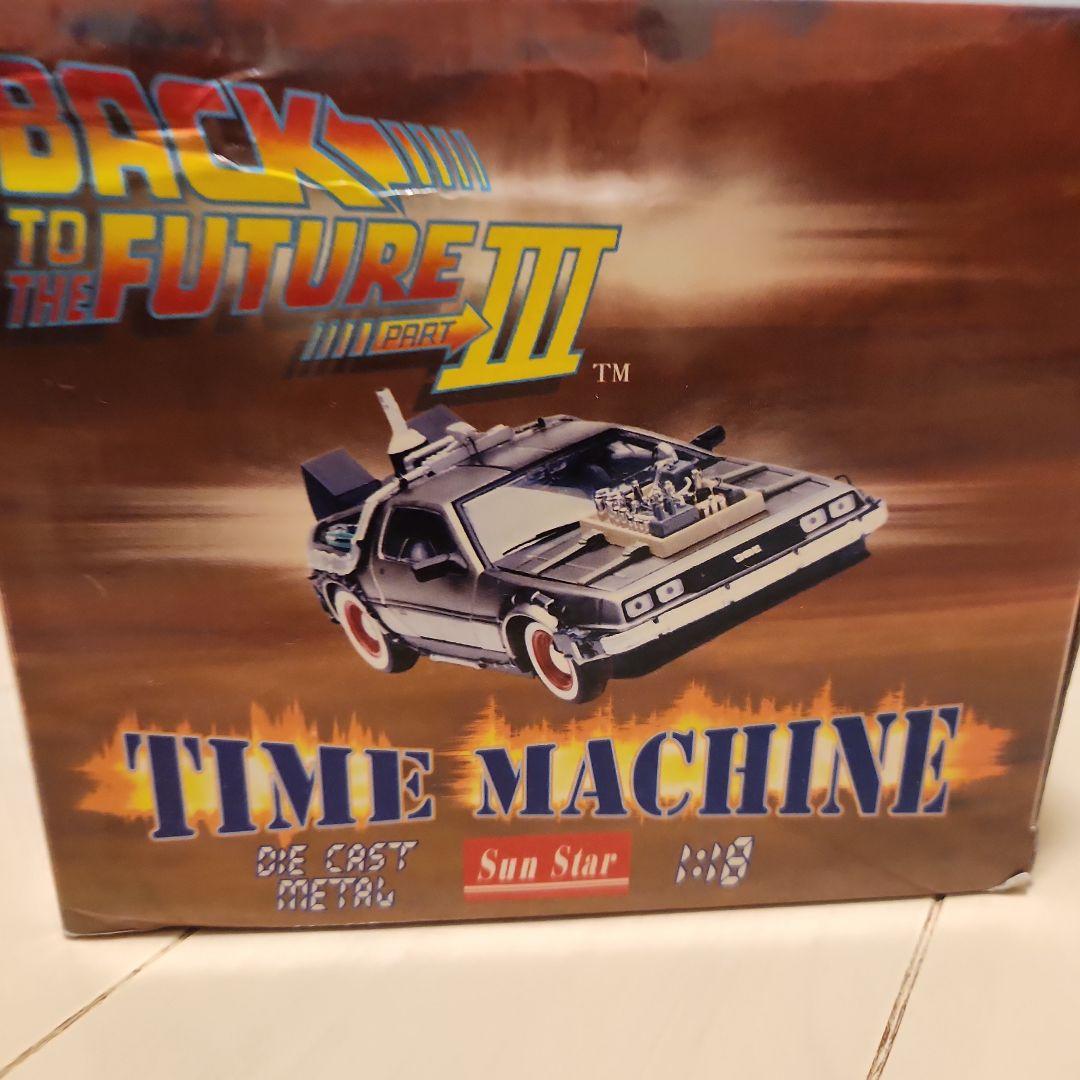 BACK
TO
THE FUTURE
PART III
TM
TIME MACHINE
DIE CAST
METAL
Sun Star
1:18